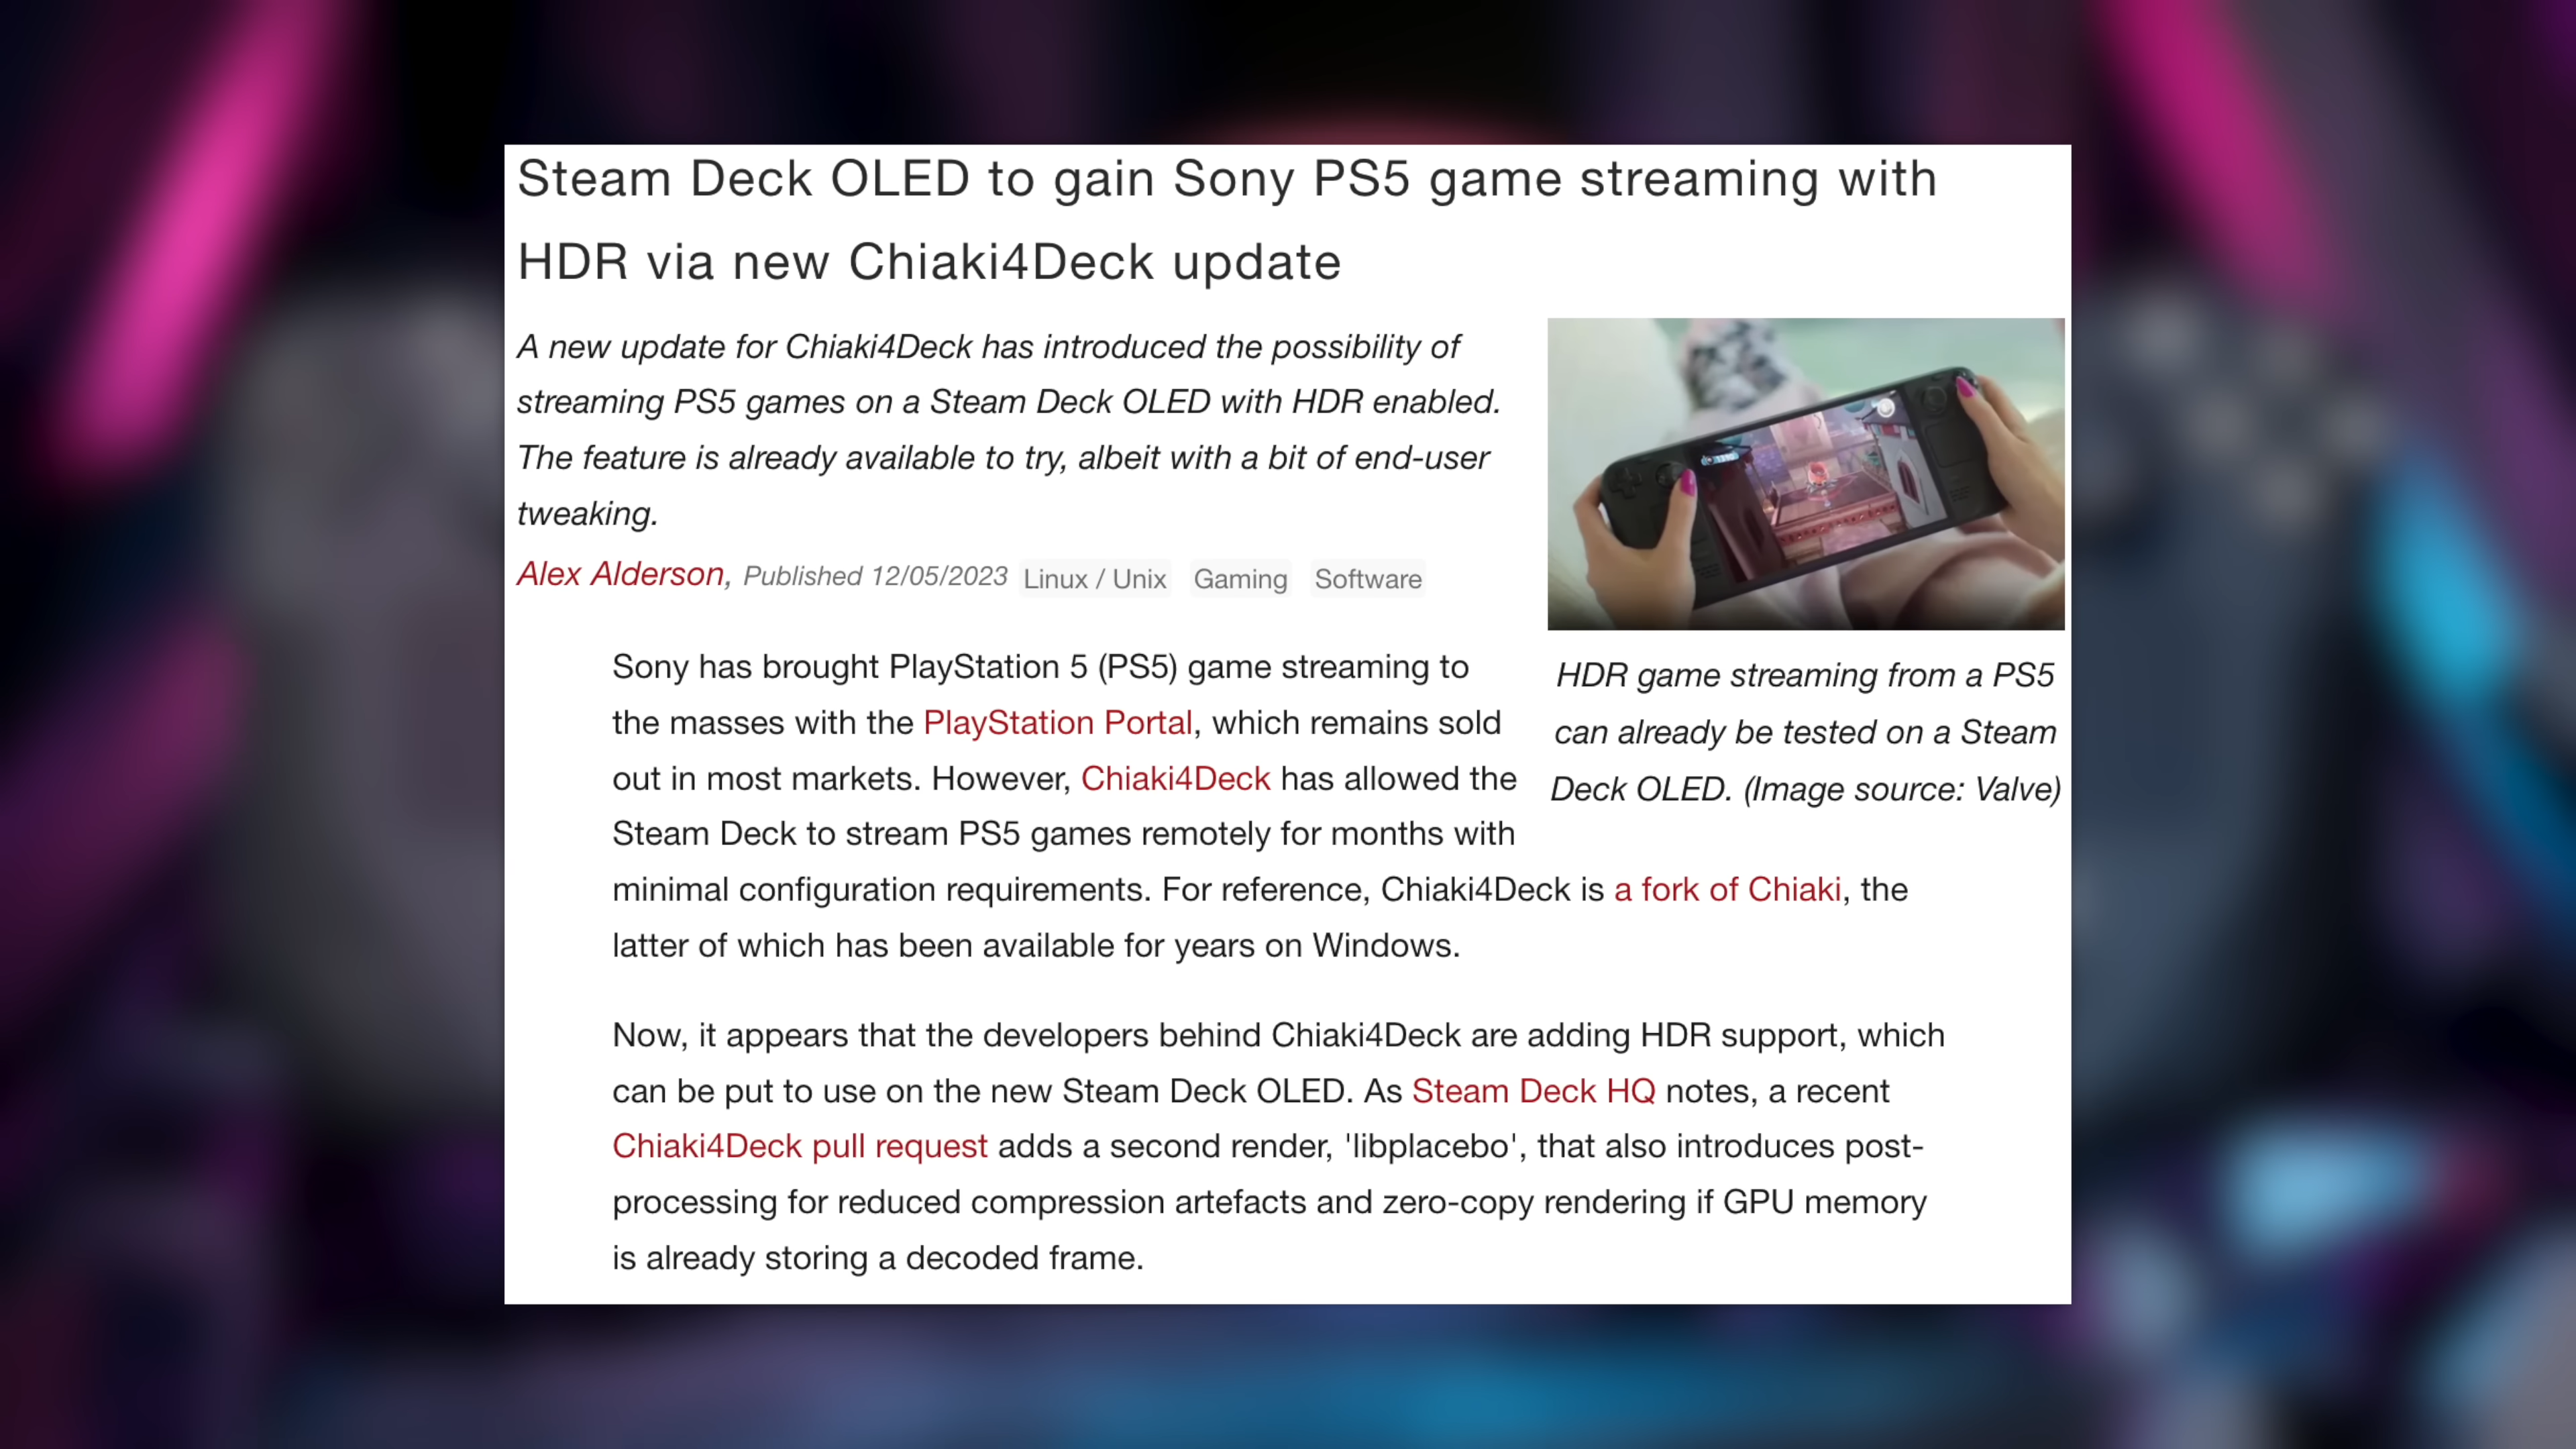 Steam Deck OLED to gain Sony PS5 game streaming with
HDR via new Chiaki4Deck update
A new update for Chiaki4Deck has introduced the possibility of
streaming PS5 games on a Steam Deck OLED with HDR enabled.
The feature is already available to try, albeit with a bit of end-user
tweaking.
Alex Alderson, Published 12/05/2023 Linux / Unix Gaming Software
HDR game streaming from a PS5
can already be tested on a Steam
Deck OLED. (Image source: Valve)
Sony has brought PlayStation 5 (PS5) game streaming to
the masses with the PlayStation Portal, which remains sold
out in most markets. However, Chiaki4Deck has allowed the
Steam Deck to stream PS5 games remotely for months with
minimal configuration requirements. For reference, Chiaki4Deck is a fork of Chiaki, the
latter of which has been available for years on Windows.
Now, it appears that the developers behind Chiaki4Deck are adding HDR support, which
can be put to use on the new Steam Deck OLED. As Steam Deck HQ notes, a recent
Chiaki4Deck pull request adds a second render, 'libplacebo', that also introduces post-
processing for reduced compression artefacts and zero-copy rendering if GPU memory
is already storing a decoded frame.